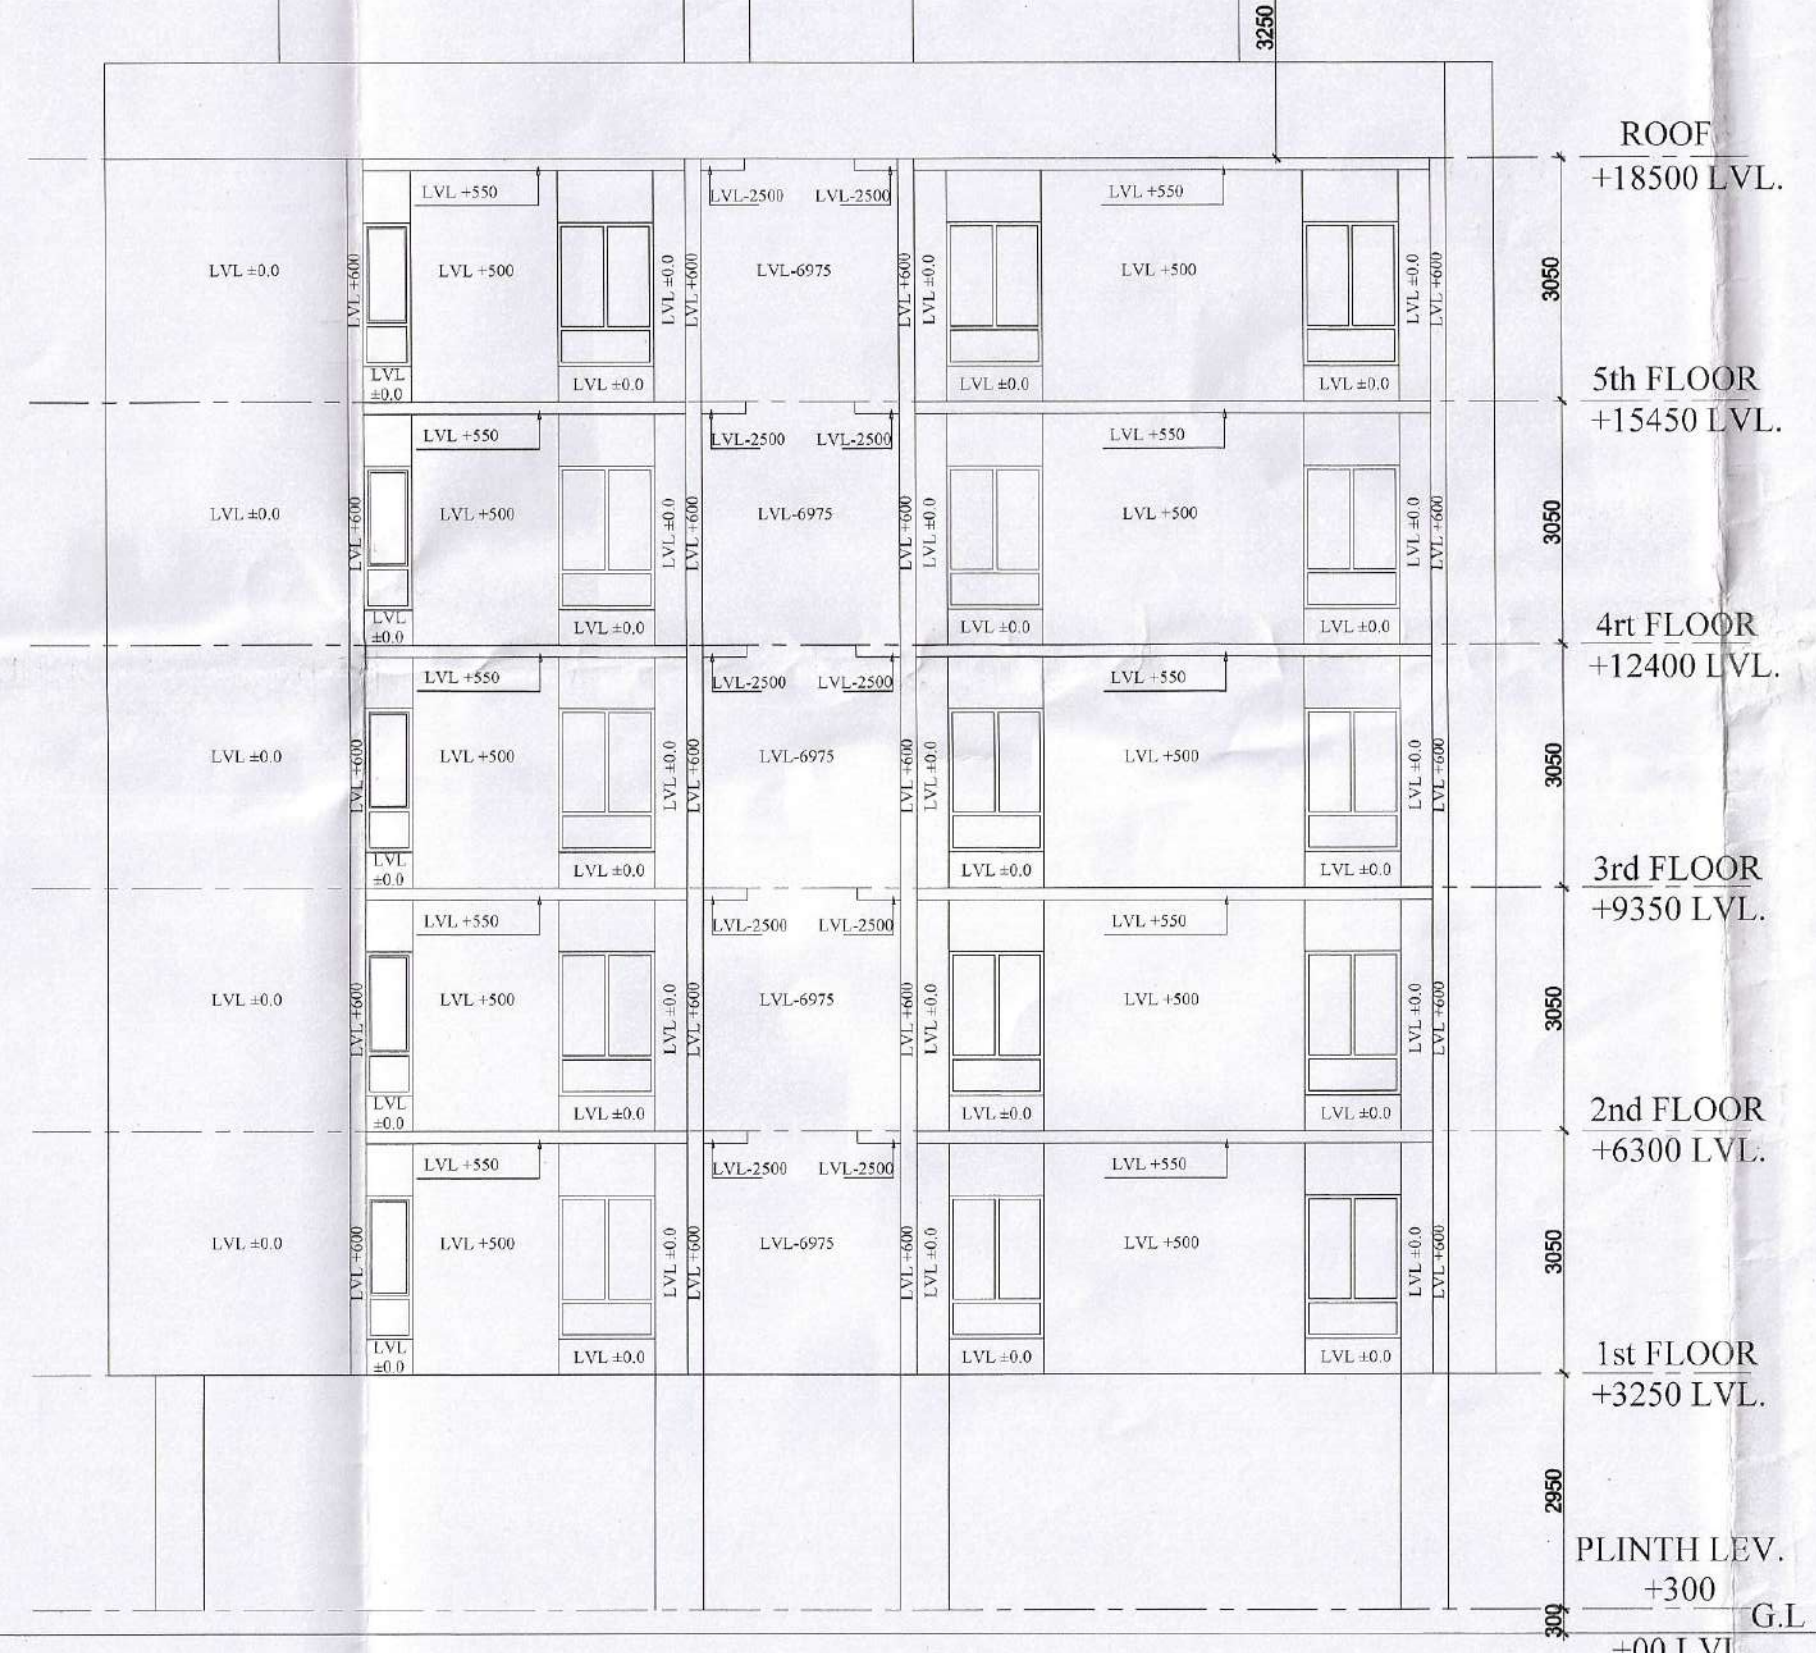 3250
ROOF
+18500 LVL.
LVL +550
LVL-2500
LVL-2500
LVL +550
LVL ±0.0
LVL +600
LVL +500
LVL ±0.0
LVL +600
LVL-6975
LVL +600
LVL ±0.0
LVL +500
LVL ±0.0
LVL +600
3050
LVL
±0.0
LVL ±0.0
LVL ±0.0
LVL ±0.0
5th FLOOR
+15450 LVL.
LVL +550
LVL-2500
LVL-2500
LVL +550
LVL ±0.0
LVL +600
LVL +500
LVL ±0.0
LVL +600
LVL-6975
LVL +600
LVL ±0.0
LVL +500
LVL ±0.0
LVL +600
3050
LVL
±0.0
LVL ±0.0
LVL ±0.0
LVL ±0.0
4rt FLOOR
+12400 LVL.
LVL +550
LVL-2500
LVL-2500
LVL +550
LVL ±0.0
LVL +600
LVL +500
LVL ±0.0
LVL +600
LVL-6975
LVL +600
LVL ±0.0
LVL +500
LVL ±0.0
LVL +600
3050
LVL
±0.0
LVL ±0.0
LVL ±0.0
LVL ±0.0
3rd FLOOR
+9350 LVL.
LVL +550
LVL-2500
LVL-2500
LVL +550
LVL ±0.0
LVL +600
LVL +500
LVL ±0.0
LVL +600
LVL-6975
LVL +600
LVL ±0.0
LVL +500
LVL ±0.0
LVL +600
3050
LVL
±0.0
LVL ±0.0
LVL ±0.0
LVL ±0.0
2nd FLOOR
+6300 LVL.
LVL +550
LVL-2500
LVL-2500
LVL +550
LVL ±0.0
LVL +600
LVL +500
LVL ±0.0
LVL +600
LVL-6975
LVL +600
LVL ±0.0
LVL +500
LVL ±0.0
LVL +600
3050
LVL
±0.0
LVL ±0.0
LVL ±0.0
LVL ±0.0
1st FLOOR
+3250 LVL.
2950
PLINTH LEV.
+300
300
G.L